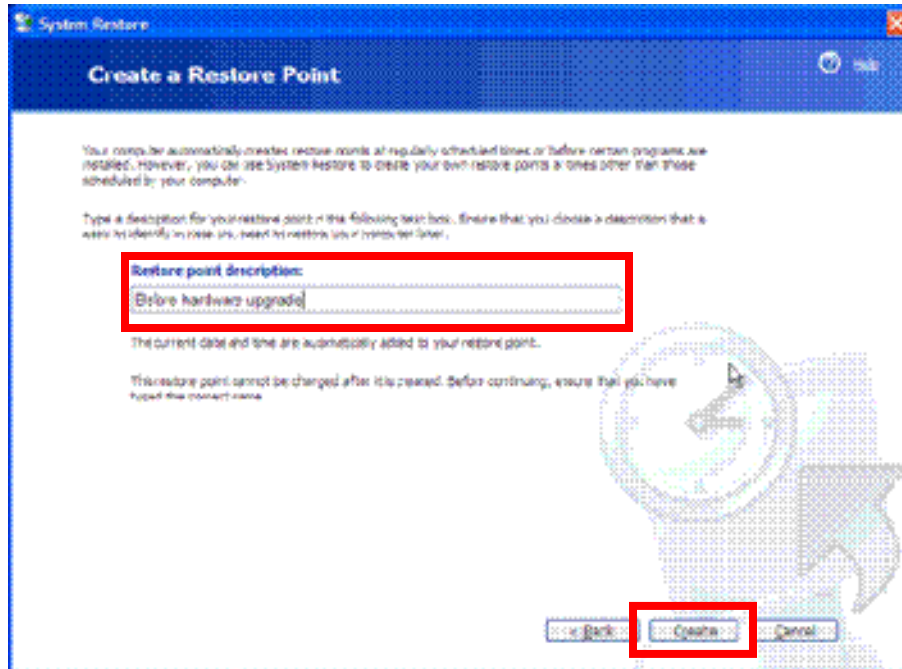 System Restore
Create a Restore Point
Help
Your computer automatically creates restore points at regularly scheduled times or before certain programs are
installed. However, you can use System Restore to create your own restore points at times other than those
scheduled by your computer.
Type a description for your restore point in the following text box. Ensure that you choose a description that is
easy to identify in case you need to restore your computer later.
Restore point description:
Before hardware upgrade
The current date and time are automatically added to your restore point.
This restore point cannot be changed after it is created. Before continuing, ensure that you have
typed the correct name.
< Back Create Cancel